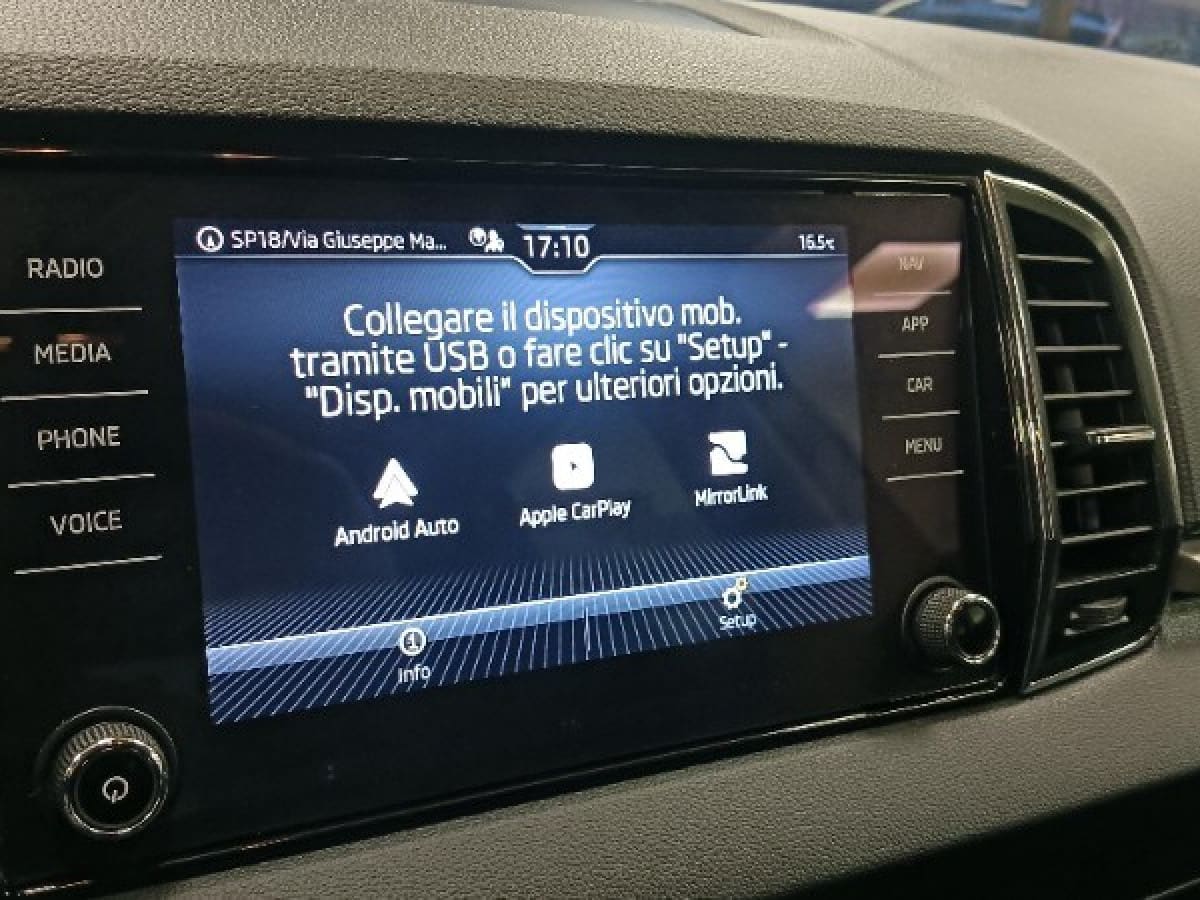 SP18/Via Giuseppe Ma...
17:10
16.5°C
RADIO
MEDIA
PHONE
VOICE
Collegare il dispositivo mob.
tramite USB o fare clic su "Setup" -
"Disp. mobili" per ulteriori opzioni.
Android Auto
Apple CarPlay
MirrorLink
Info
Setup
NAV
APP
CAR
MENU